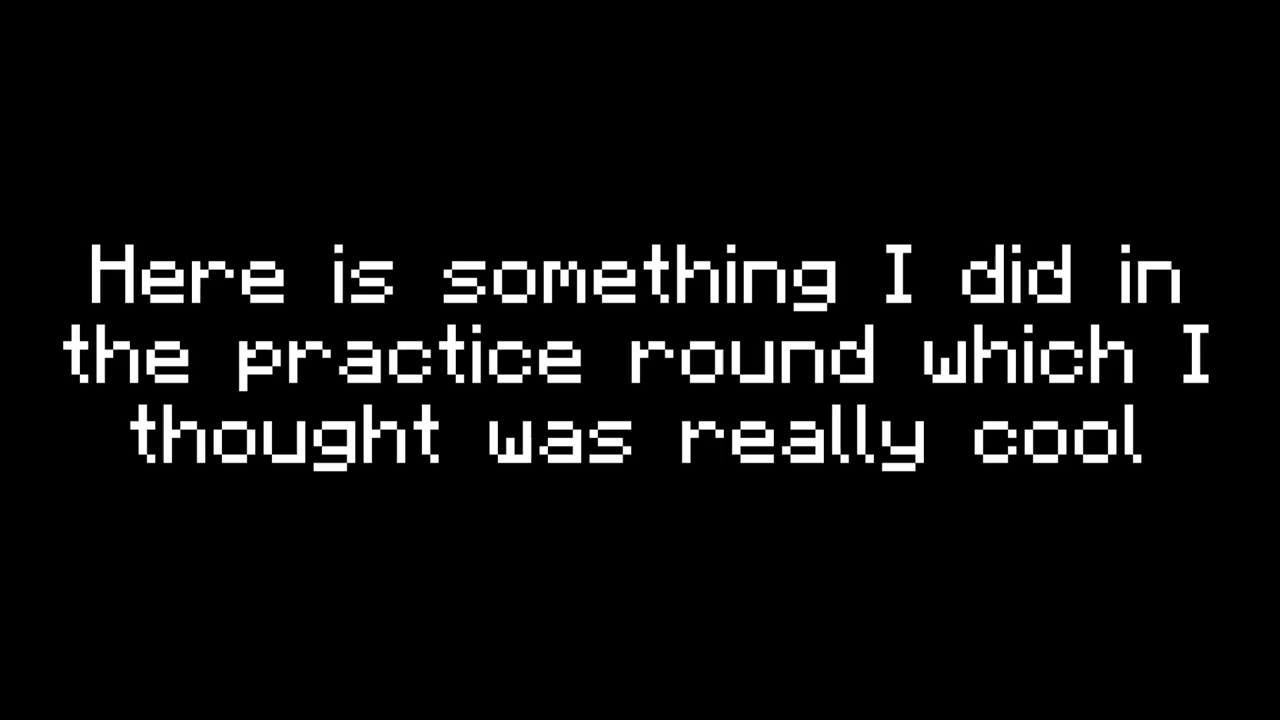 Here is something I did in
the practice round which I
thought was really cool